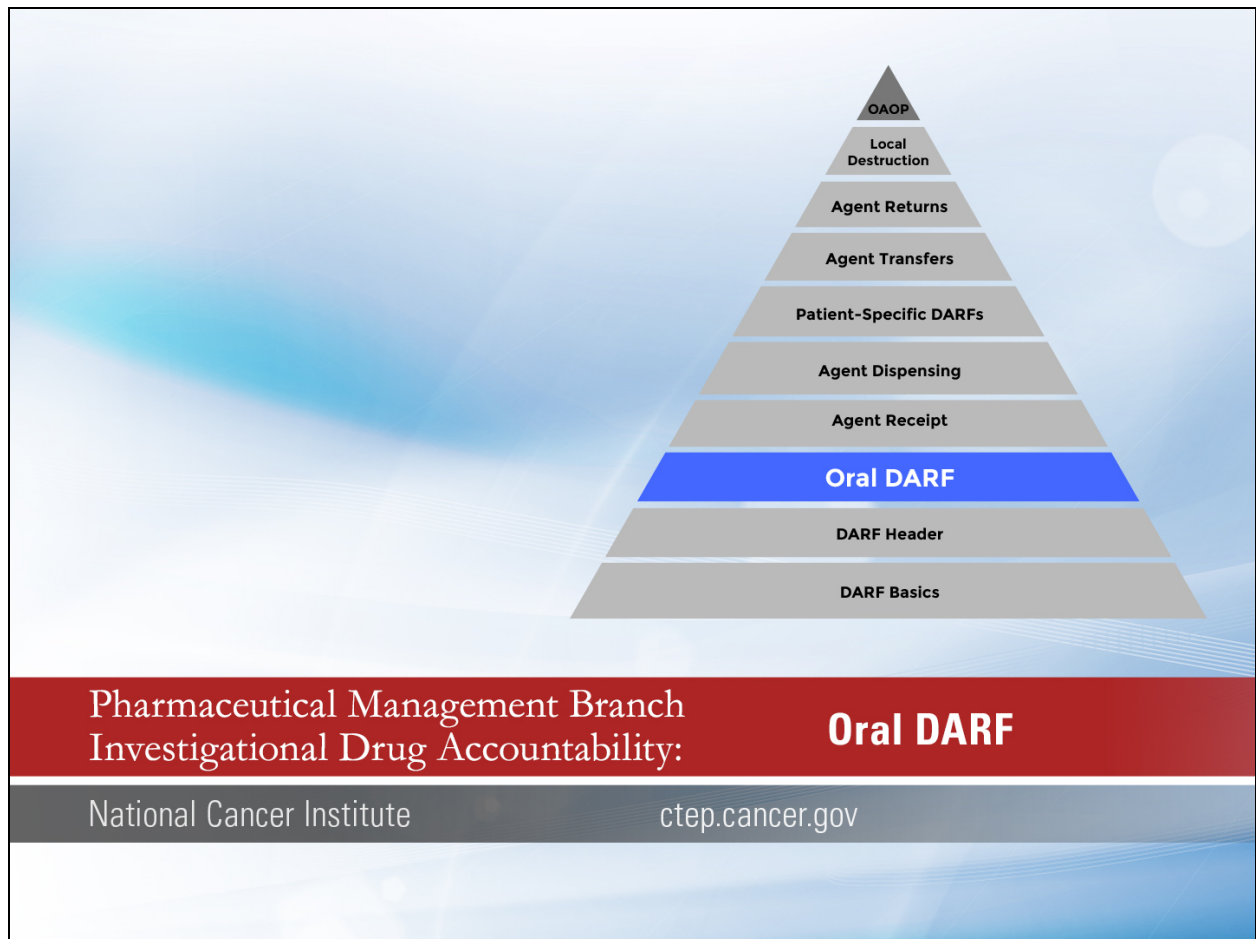 OAOP
Local
Destruction
Agent Returns
Agent Transfers
Patient-Specific DARFs
Agent Dispensing
Agent Receipt
Oral DARF
DARF Header
DARF Basics
Pharmaceutical Management Branch
Investigational Drug Accountability:
Oral DARF
National Cancer Institute
ctep.cancer.gov